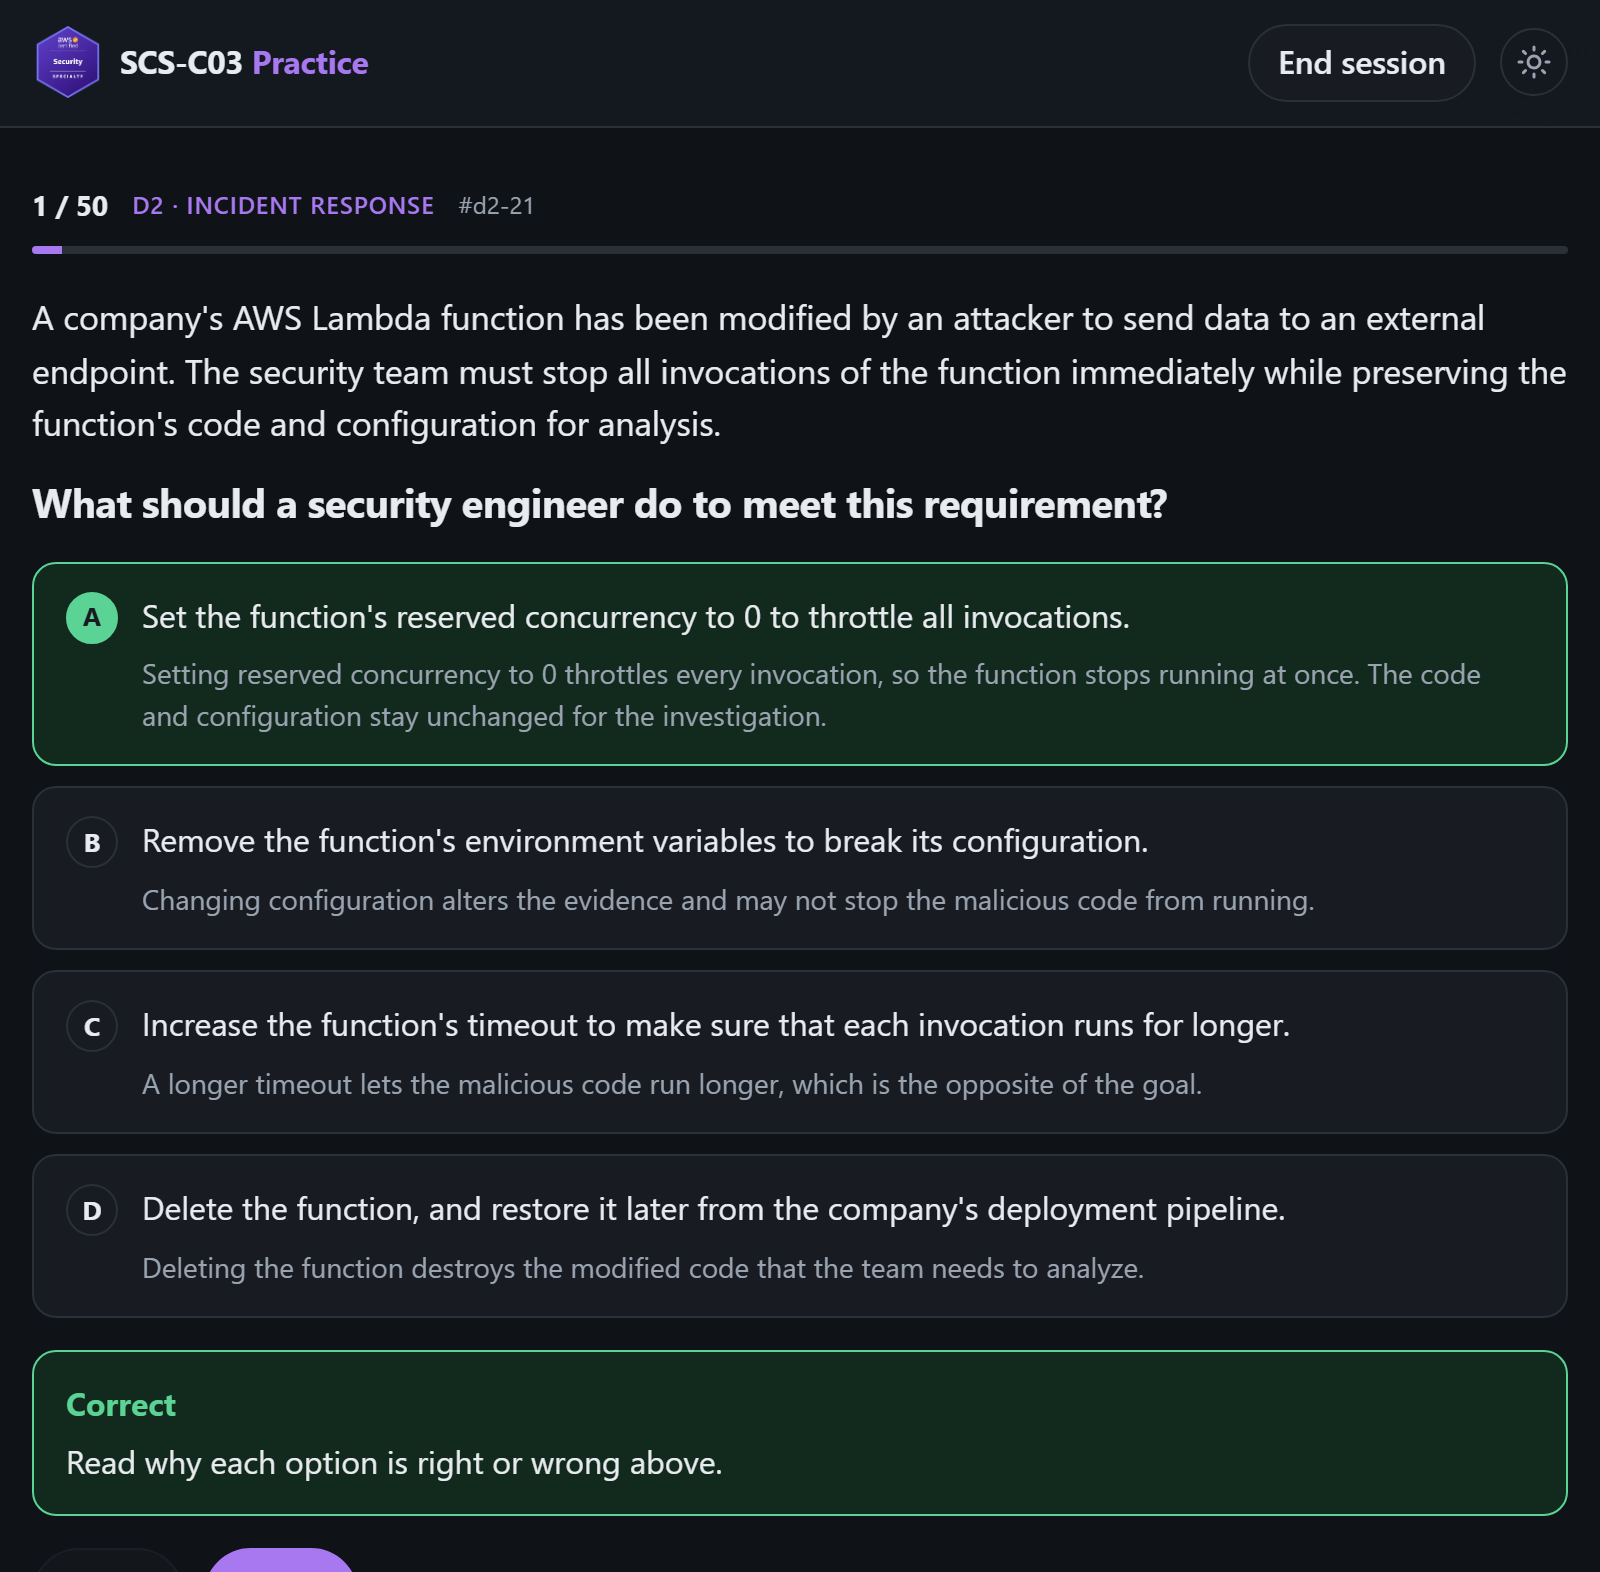 aws
certified
Security
SPECIALTY
SCS-C03 Practice
End session
1 / 50 D2 · INCIDENT RESPONSE #d2-21
A company's AWS Lambda function has been modified by an attacker to send data to an external
endpoint. The security team must stop all invocations of the function immediately while preserving the
function's code and configuration for analysis.
What should a security engineer do to meet this requirement?
A Set the function's reserved concurrency to 0 to throttle all invocations.
Setting reserved concurrency to 0 throttles every invocation, so the function stops running at once. The code
and configuration stay unchanged for the investigation.
B Remove the function's environment variables to break its configuration.
Changing configuration alters the evidence and may not stop the malicious code from running.
C Increase the function's timeout to make sure that each invocation runs for longer.
A longer timeout lets the malicious code run longer, which is the opposite of the goal.
D Delete the function, and restore it later from the company's deployment pipeline.
Deleting the function destroys the modified code that the team needs to analyze.
Correct
Read why each option is right or wrong above.